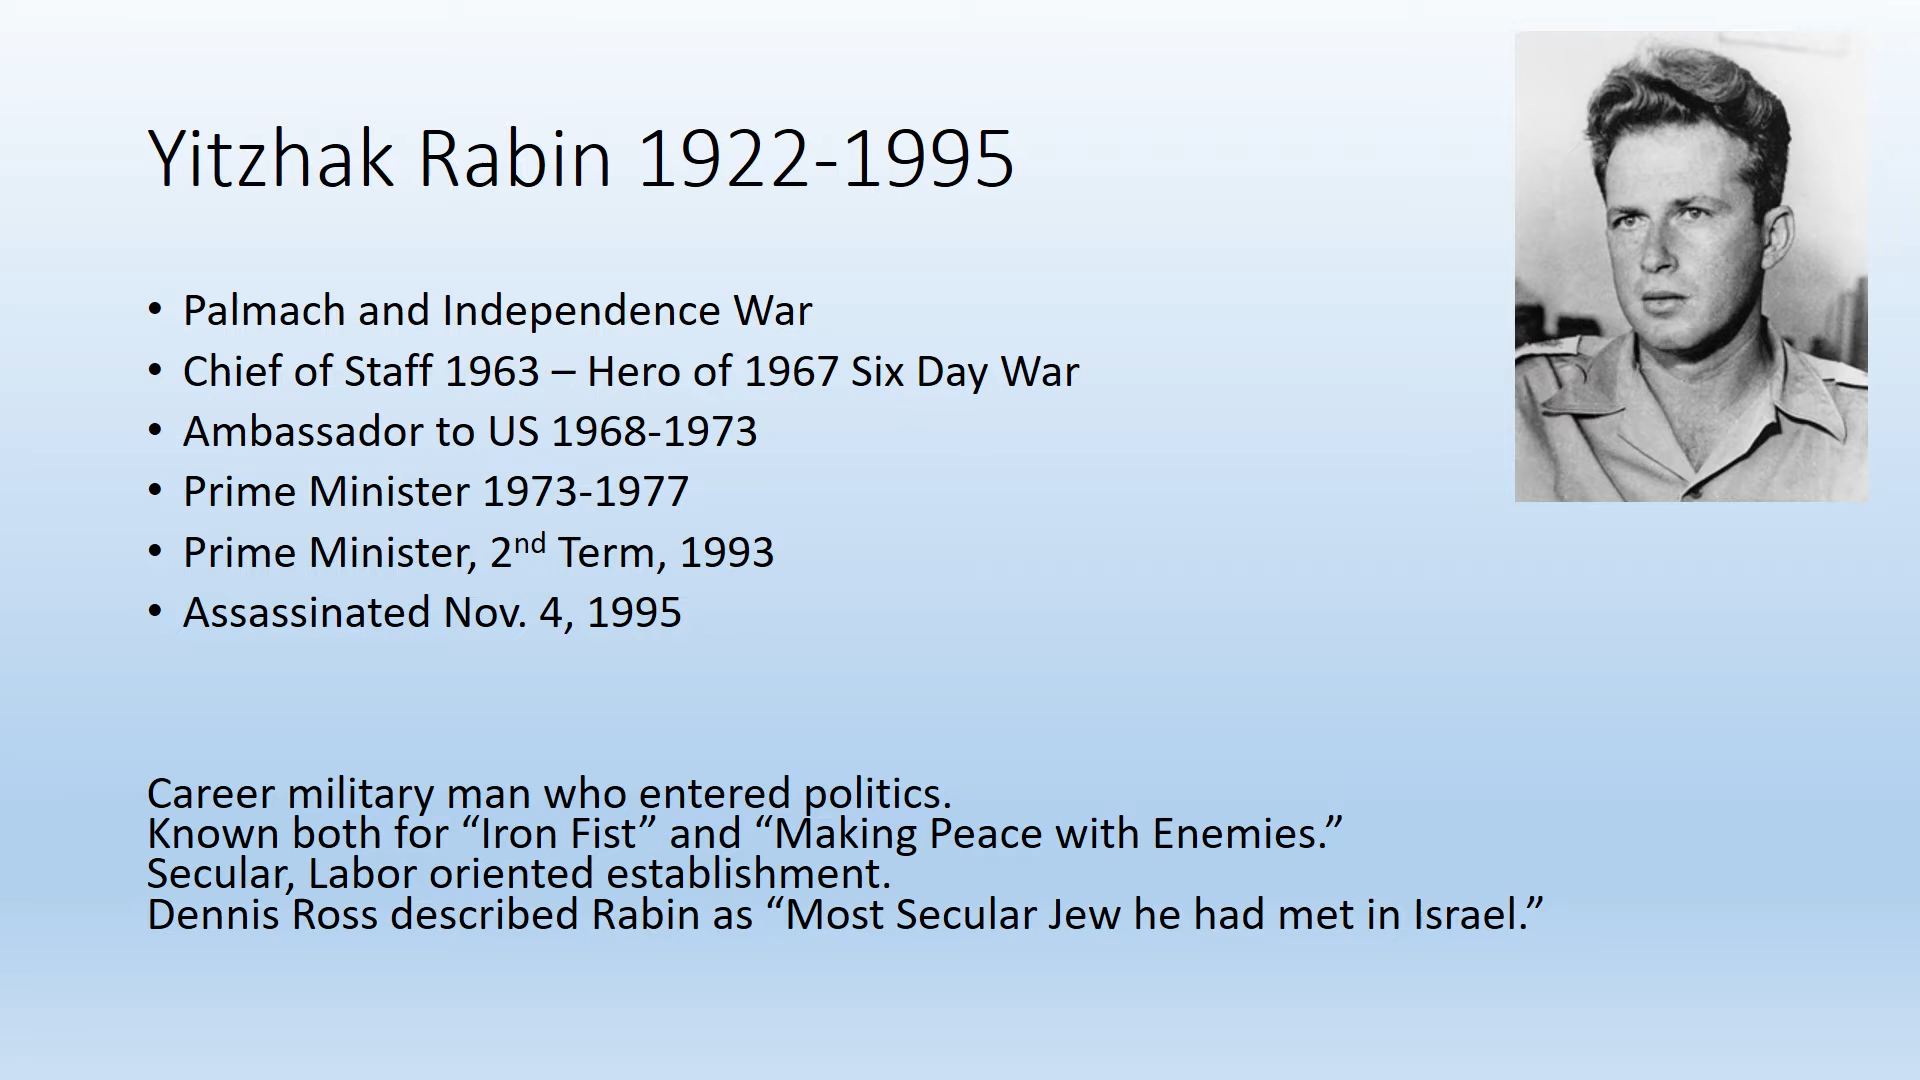 Yitzhak Rabin 1922-1995
• Palmach and Independence War
• Chief of Staff 1963 – Hero of 1967 Six Day War
• Ambassador to US 1968-1973
• Prime Minister 1973-1977
• Prime Minister, 2nd Term, 1993
• Assassinated Nov. 4, 1995
Career military man who entered politics.
Known both for “Iron Fist” and “Making Peace with Enemies.”
Secular, Labor oriented establishment.
Dennis Ross described Rabin as “Most Secular Jew he had met in Israel.”